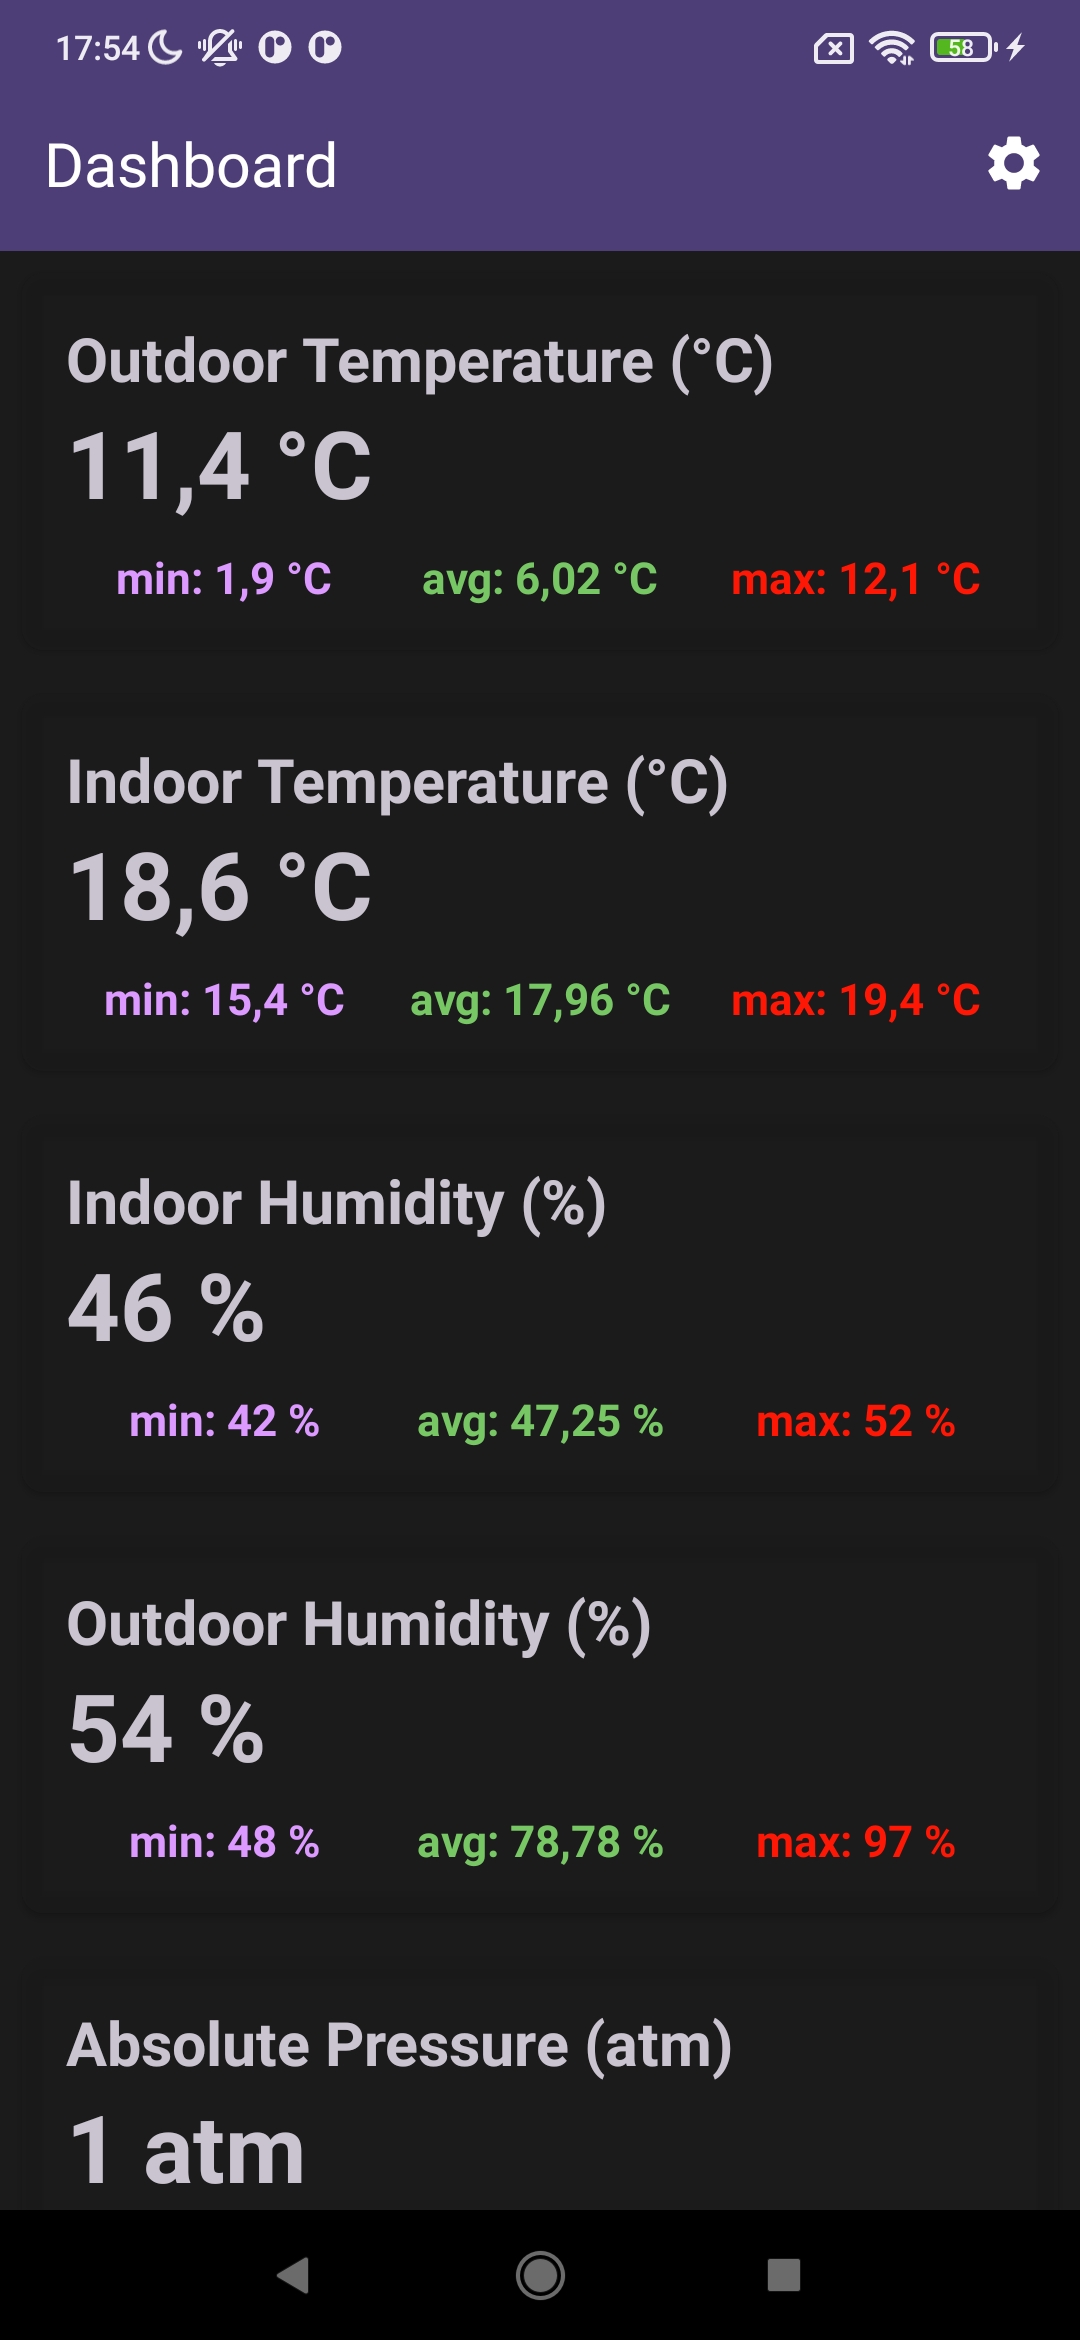 17:54
58
Dashboard
Outdoor Temperature (°C)
11,4 °C
min: 1,9 °C avg: 6,02 °C max: 12,1 °C
Indoor Temperature (°C)
18,6 °C
min: 15,4 °C avg: 17,96 °C max: 19,4 °C
Indoor Humidity (%)
46 %
min: 42 % avg: 47,25 % max: 52 %
Outdoor Humidity (%)
54 %
min: 48 % avg: 78,78 % max: 97 %
Absolute Pressure (atm)
1 atm